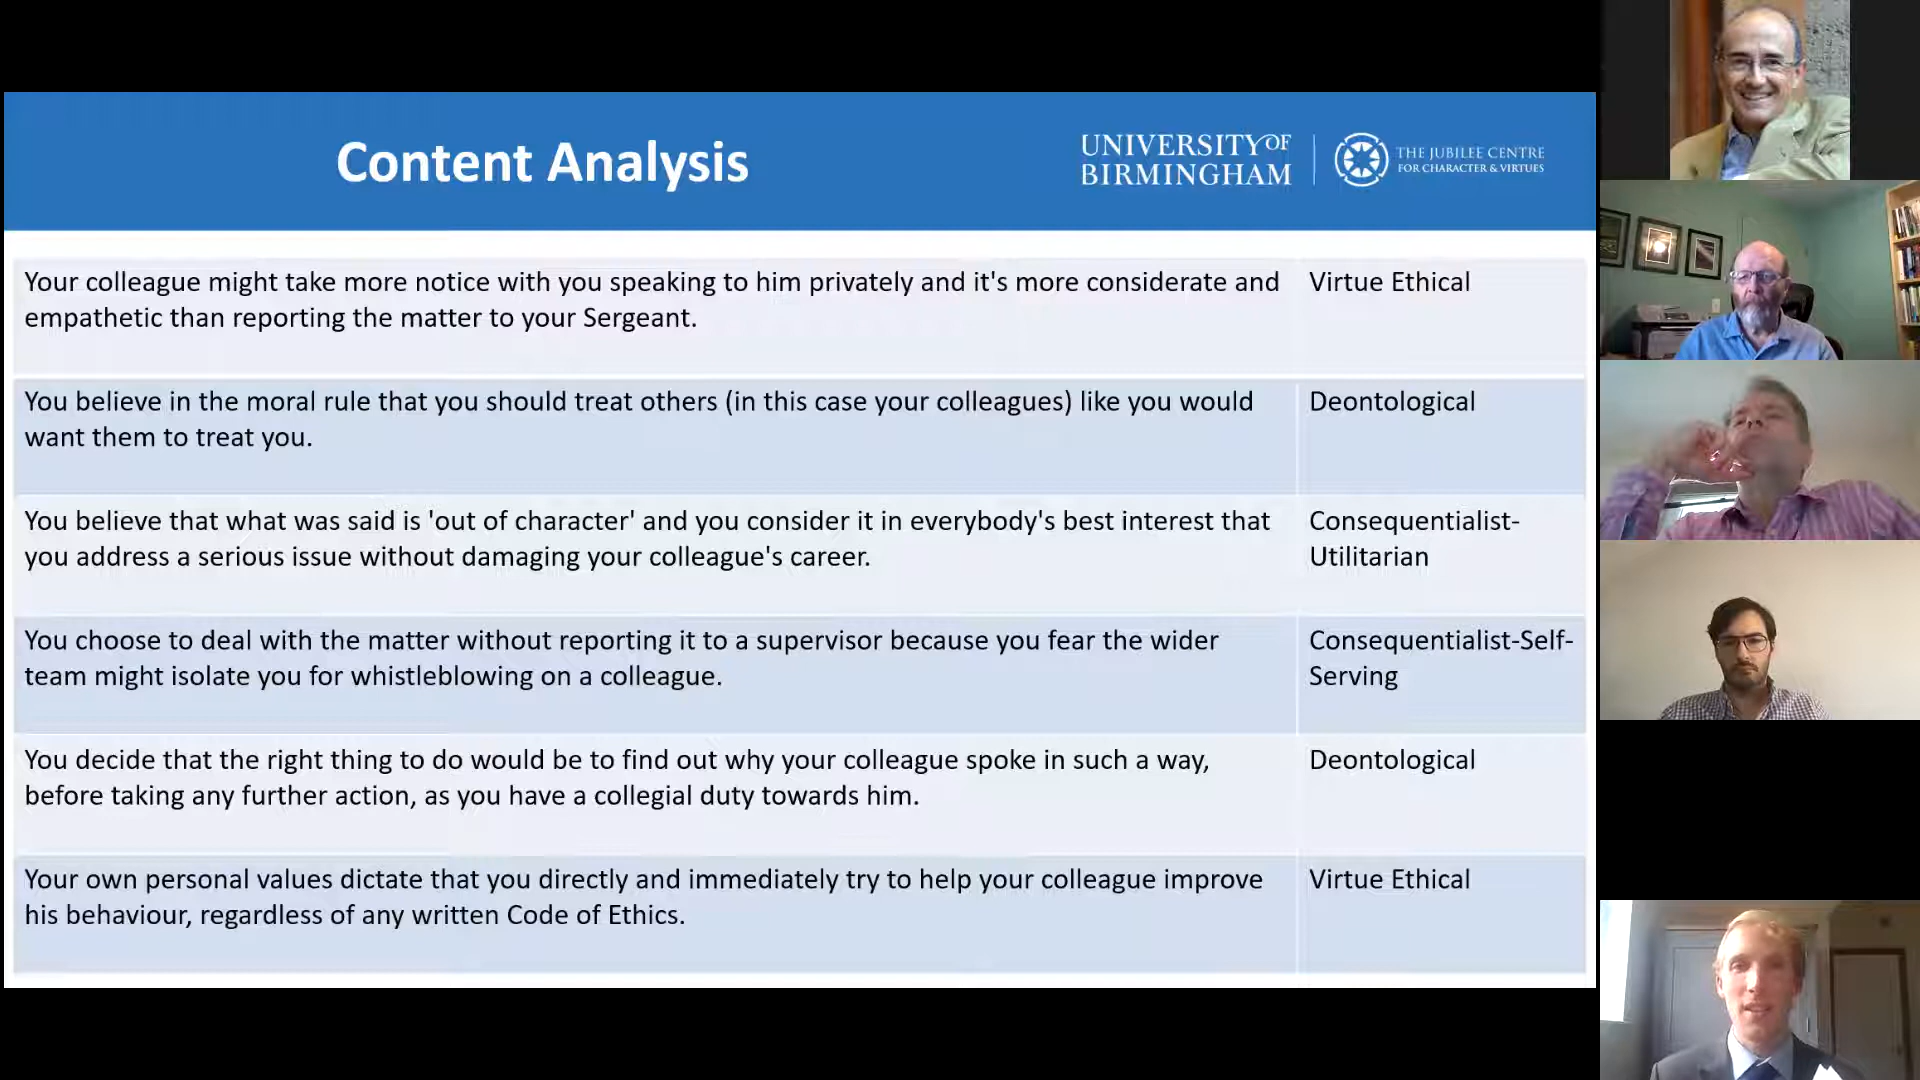 Content Analysis
UNIVERSITYOF
BIRMINGHAM
THE JUBILEE CENTRE
FOR CHARACTER & VIRTUES
Your colleague might take more notice with you speaking to him privately and it's more considerate and
empathetic than reporting the matter to your Sergeant.
Virtue Ethical
You believe in the moral rule that you should treat others (in this case your colleagues) like you would
want them to treat you.
Deontological
You believe that what was said is 'out of character' and you consider it in everybody's best interest that
you address a serious issue without damaging your colleague's career.
Consequentialist-
Utilitarian
You choose to deal with the matter without reporting it to a supervisor because you fear the wider
team might isolate you for whistleblowing on a colleague.
Consequentialist-Self-
Serving
You decide that the right thing to do would be to find out why your colleague spoke in such a way,
before taking any further action, as you have a collegial duty towards him.
Deontological
Your own personal values dictate that you directly and immediately try to help your colleague improve
his behaviour, regardless of any written Code of Ethics.
Virtue Ethical